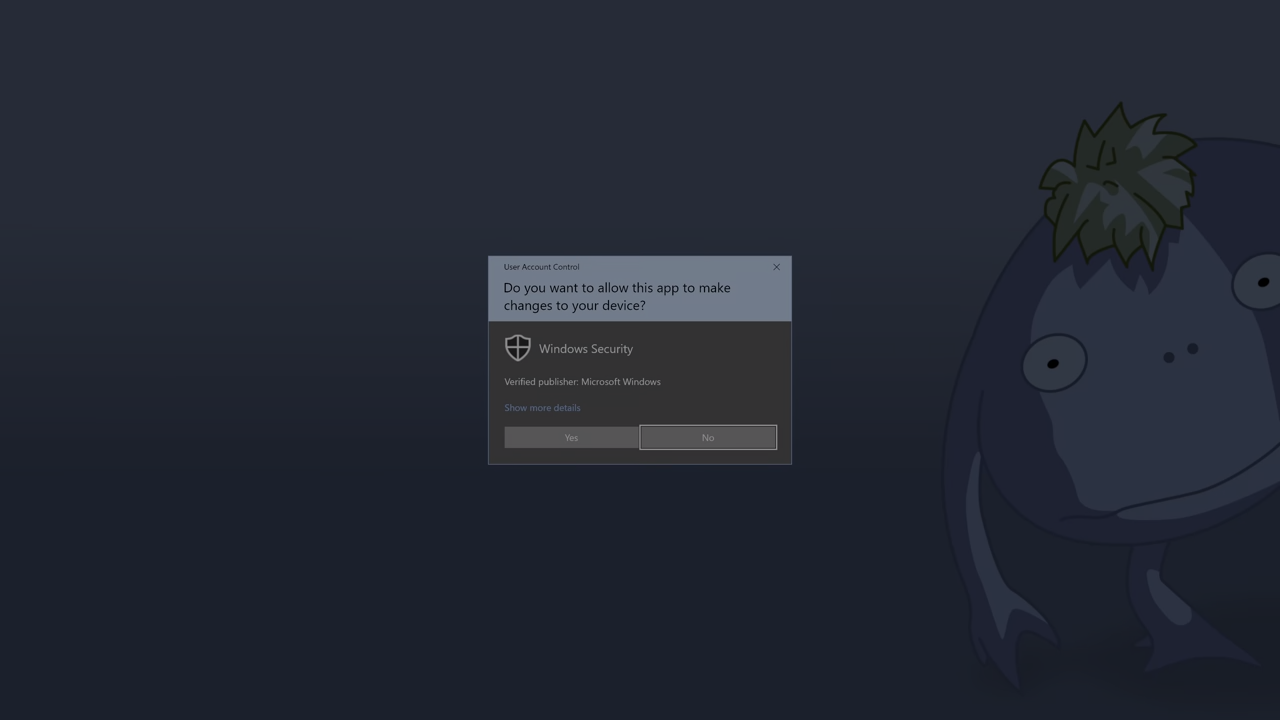 User Account Control
Do you want to allow this app to make
changes to your device?
Windows Security
Verified publisher: Microsoft Windows
Show more details
Yes No